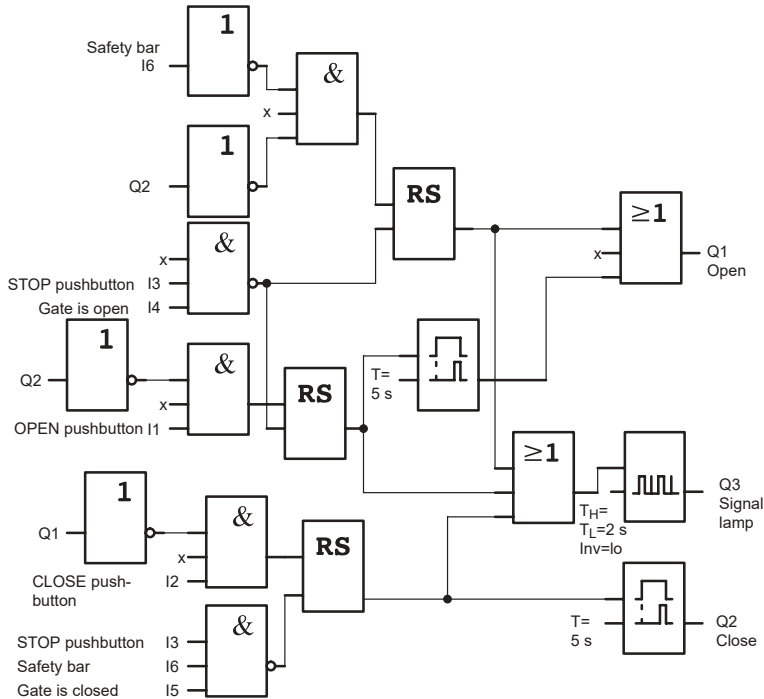 1
Safety bar
I6
&
x
1
Q2
RS
≥1
x
Q1
Open
&
x
STOP pushbutton I3
Gate is open I4
1
Q2
&
x
OPEN pushbutton I1
RS
T=
5 s
≥1
Q3
Signal
lamp
TH=
TL=2 s
Inv=lo
1
Q1
&
x
CLOSE push-
button
I2
RS
&
STOP pushbutton I3
Safety bar I6
Gate is closed I5
T=
5 s
Q2
Close